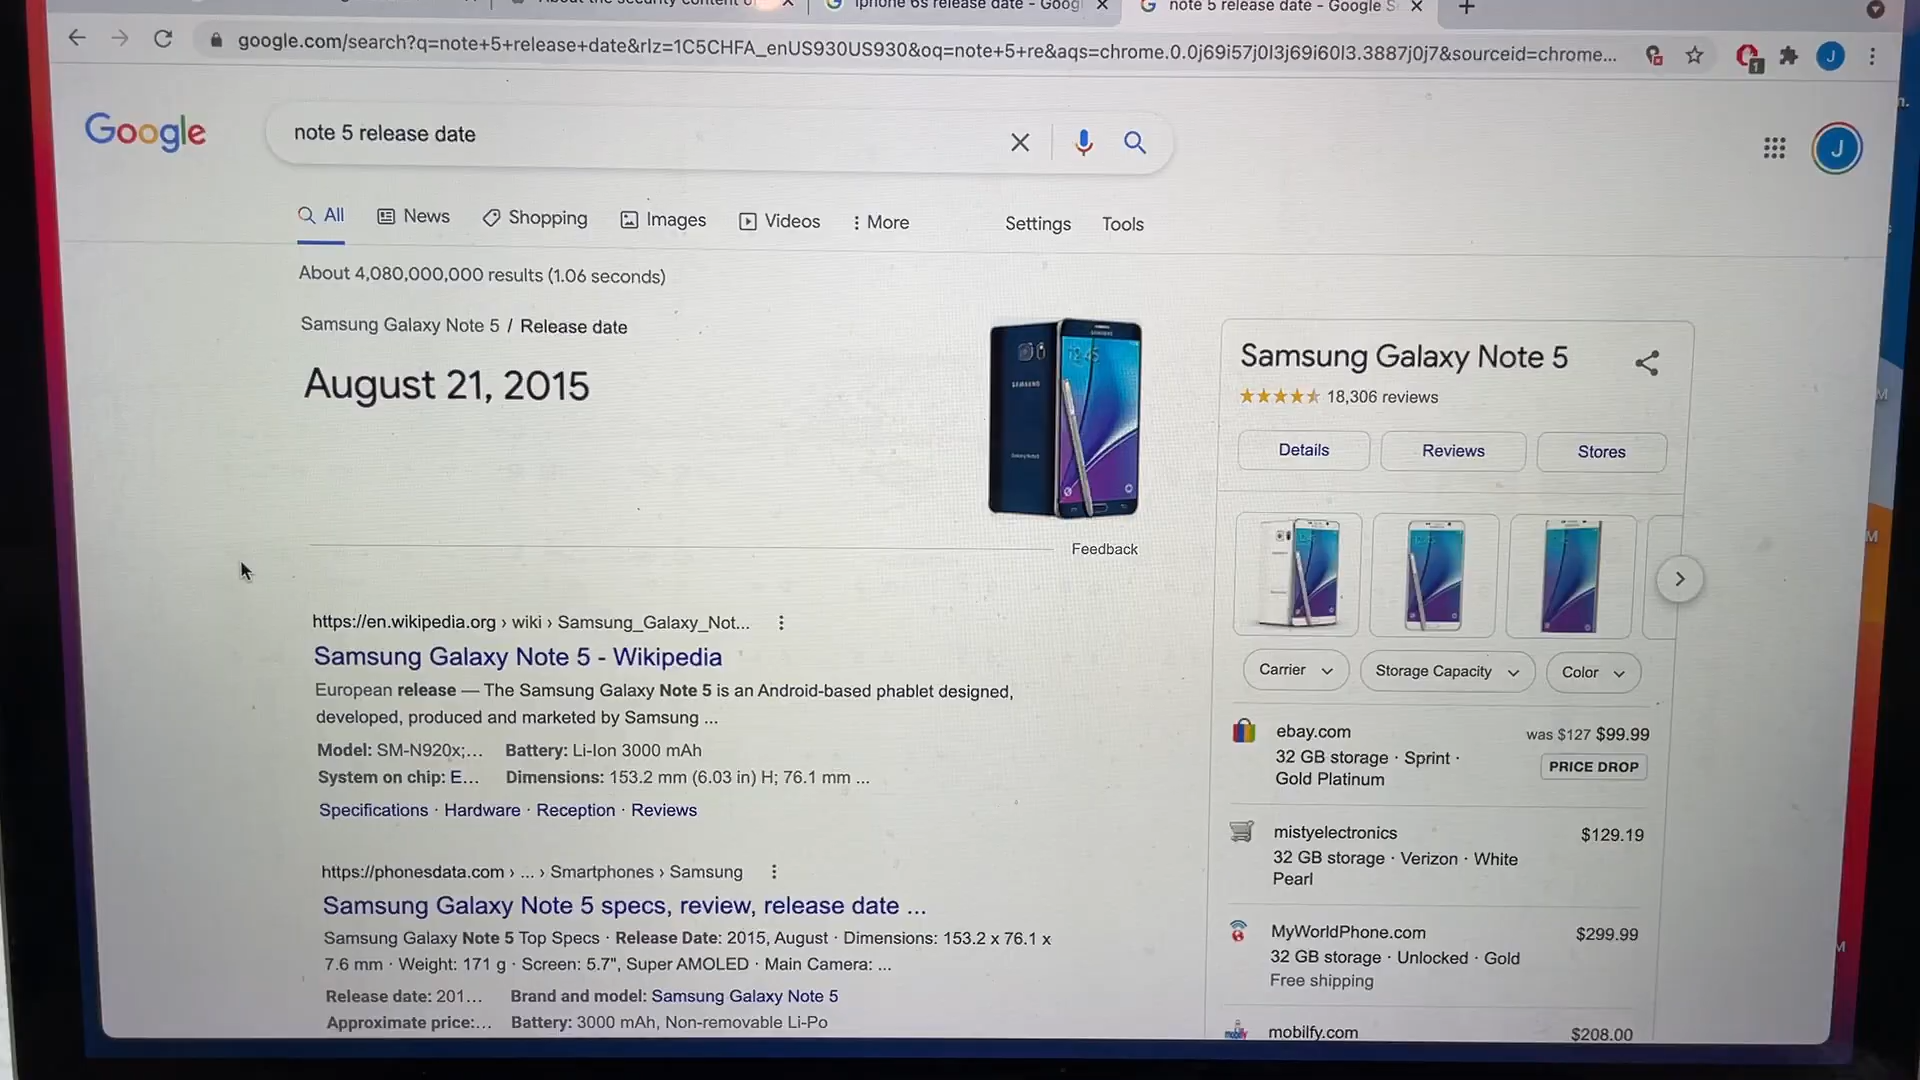 About the security content o
iphone 6s release date - Goog
note 5 release date - Google S
google.com/search?q=note+5+release+date&rlz=1C5CHFA_enUS930US930&oq=note+5+re&aqs=chrome.0.0j69i57j0l3j69i60l3.3887j0j7&sourceid=chrome...
1
J
Google
note 5 release date
J
All News Shopping Images Videos More Settings Tools
About 4,080,000,000 results (1.06 seconds)
Samsung Galaxy Note 5 / Release date
August 21, 2015
12:45
SAMSUNG
Feedback
https://en.wikipedia.org › wiki › Samsung_Galaxy_Not...
Samsung Galaxy Note 5 - Wikipedia
European release — The Samsung Galaxy Note 5 is an Android-based phablet designed,
developed, produced and marketed by Samsung ...
Model: SM-N920x;... Battery: Li-Ion 3000 mAh
System on chip: E... Dimensions: 153.2 mm (6.03 in) H; 76.1 mm ...
Specifications · Hardware · Reception · Reviews
https://phonesdata.com › ... › Smartphones › Samsung
Samsung Galaxy Note 5 specs, review, release date ...
Samsung Galaxy Note 5 Top Specs · Release Date: 2015, August · Dimensions: 153.2 x 76.1 x
7.6 mm · Weight: 171 g · Screen: 5.7", Super AMOLED · Main Camera: ...
Release date: 201... Brand and model: Samsung Galaxy Note 5
Approximate price:... Battery: 3000 mAh, Non-removable Li-Po
Samsung Galaxy Note 5
18,306 reviews
Details Reviews Stores
Carrier Storage Capacity Color
ebay.com was $127 $99.99
32 GB storage · Sprint · PRICE DROP
Gold Platinum
mistyelectronics $129.19
32 GB storage · Verizon · White
Pearl
MyWorldPhone.com $299.99
32 GB storage · Unlocked · Gold
Free shipping
mobilfy.com $208.00